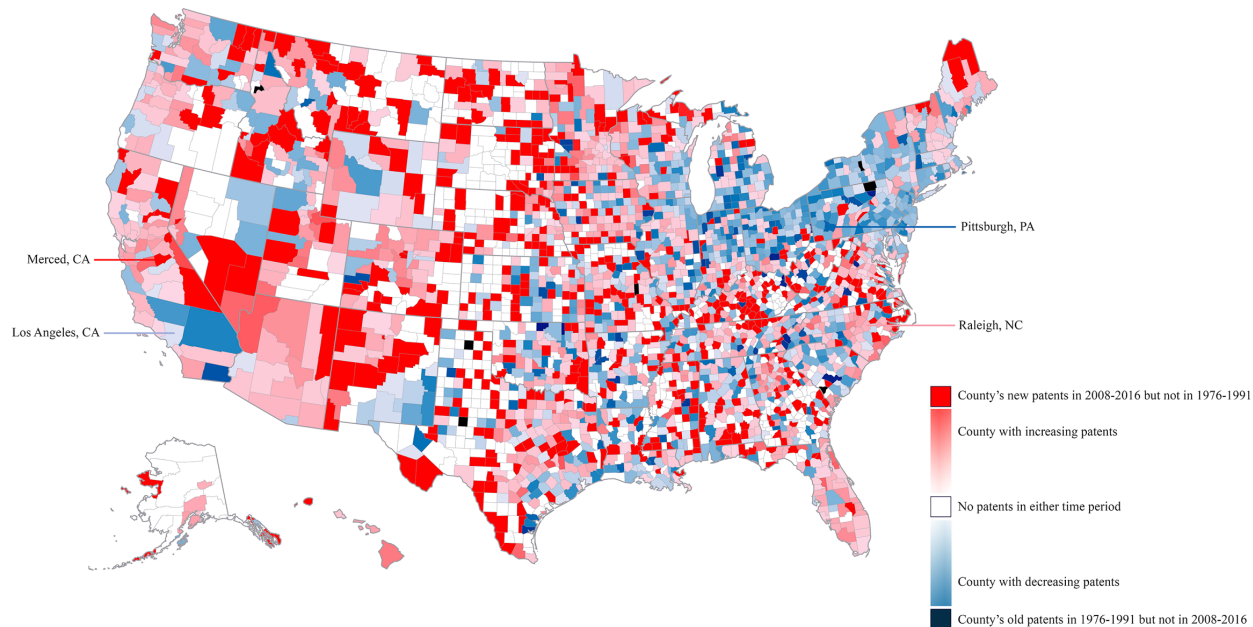 Pittsburgh, PA
Merced, CA
Los Angeles, CA
Raleigh, NC
County's new patents in 2008-2016 but not in 1976-1991
County with increasing patents
No patents in either time period
County with decreasing patents
County's old patents in 1976-1991 but not in 2008-2016